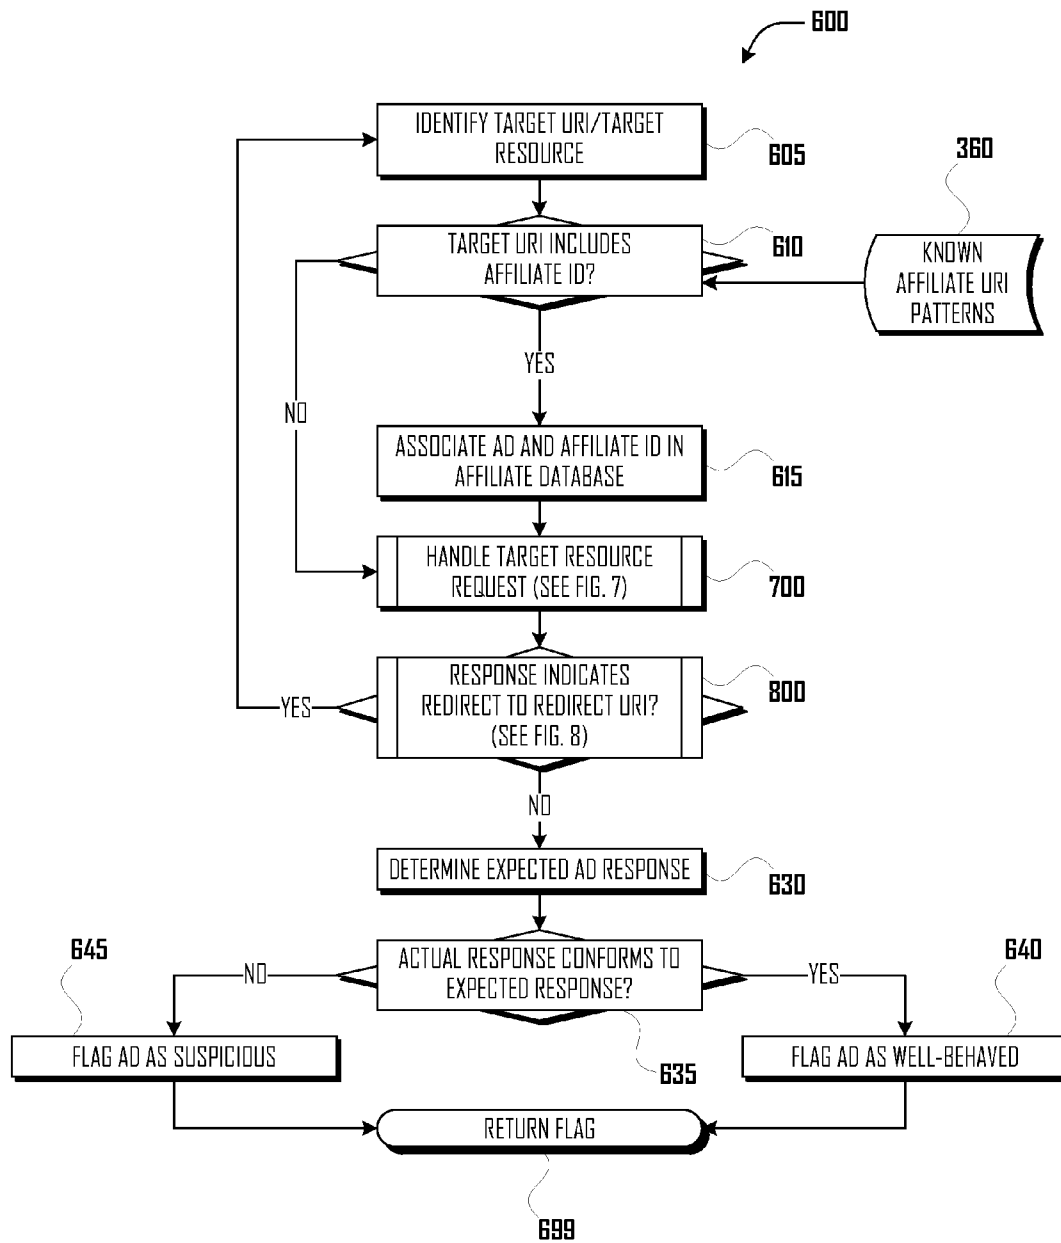 600
IDENTIFY TARGET URI/TARGET
RESOURCE
605
360
TARGET URI INCLUDES
AFFILIATE ID?
610
KNOWN
AFFILIATE URI
PATTERNS
YES
NO
ASSOCIATE AD AND AFFILIATE ID IN
AFFILIATE DATABASE
615
HANDLE TARGET RESOURCE
REQUEST (SEE FIG. 7)
700
RESPONSE INDICATES
REDIRECT TO REDIRECT URI?
(SEE FIG. 8)
800
YES
NO
DETERMINE EXPECTED AD RESPONSE
630
645
ACTUAL RESPONSE CONFORMS TO
EXPECTED RESPONSE?
640
NO
YES
FLAG AD AS SUSPICIOUS
635
FLAG AD AS WELL-BEHAVED
RETURN FLAG
699